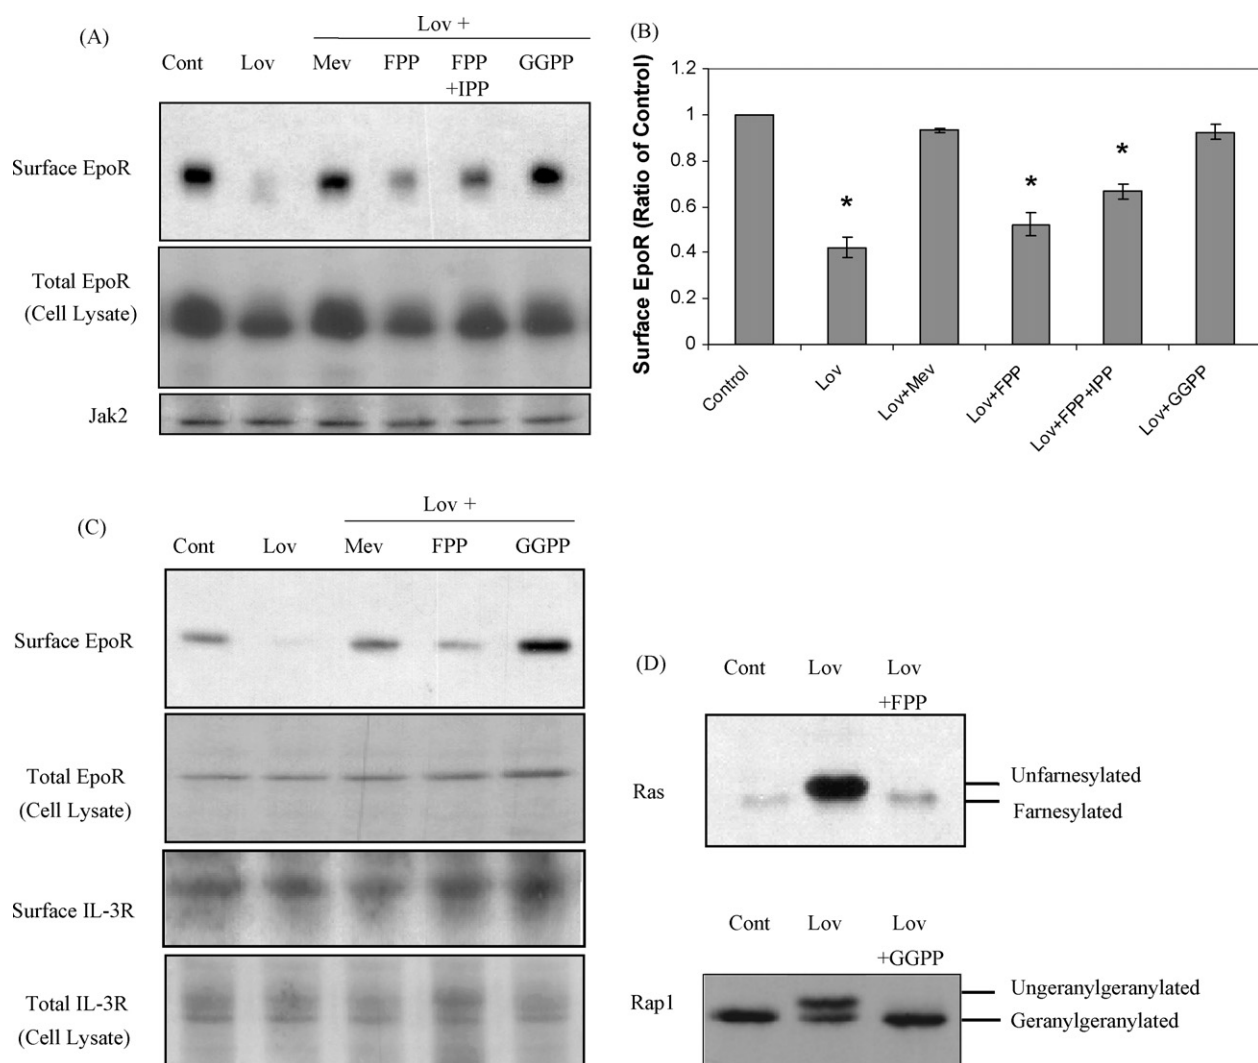 (A)
Lov +
Cont Lov Mev FPP FPP GGPP
+IPP
Surface EpoR
Total EpoR
(Cell Lysate)
Jak2
(B)
Surface EpoR (Ratio of Control)
1.2
1
0.8
0.6
0.4
0.2
0
* * *
Control Lov Lov+Mev Lov+FPP Lov+FPP+IPP Lov+GGPP
(C)
Lov +
Cont Lov Mev FPP GGPP
Surface EpoR
Total EpoR
(Cell Lysate)
Surface IL-3R
Total IL-3R
(Cell Lysate)
(D)
Cont Lov Lov
+FPP
Ras
Unfarnesylated
Farnesylated
Cont Lov Lov
+GGPP
Rap1
Ungeranylgeranylated
Geranylgeranylated